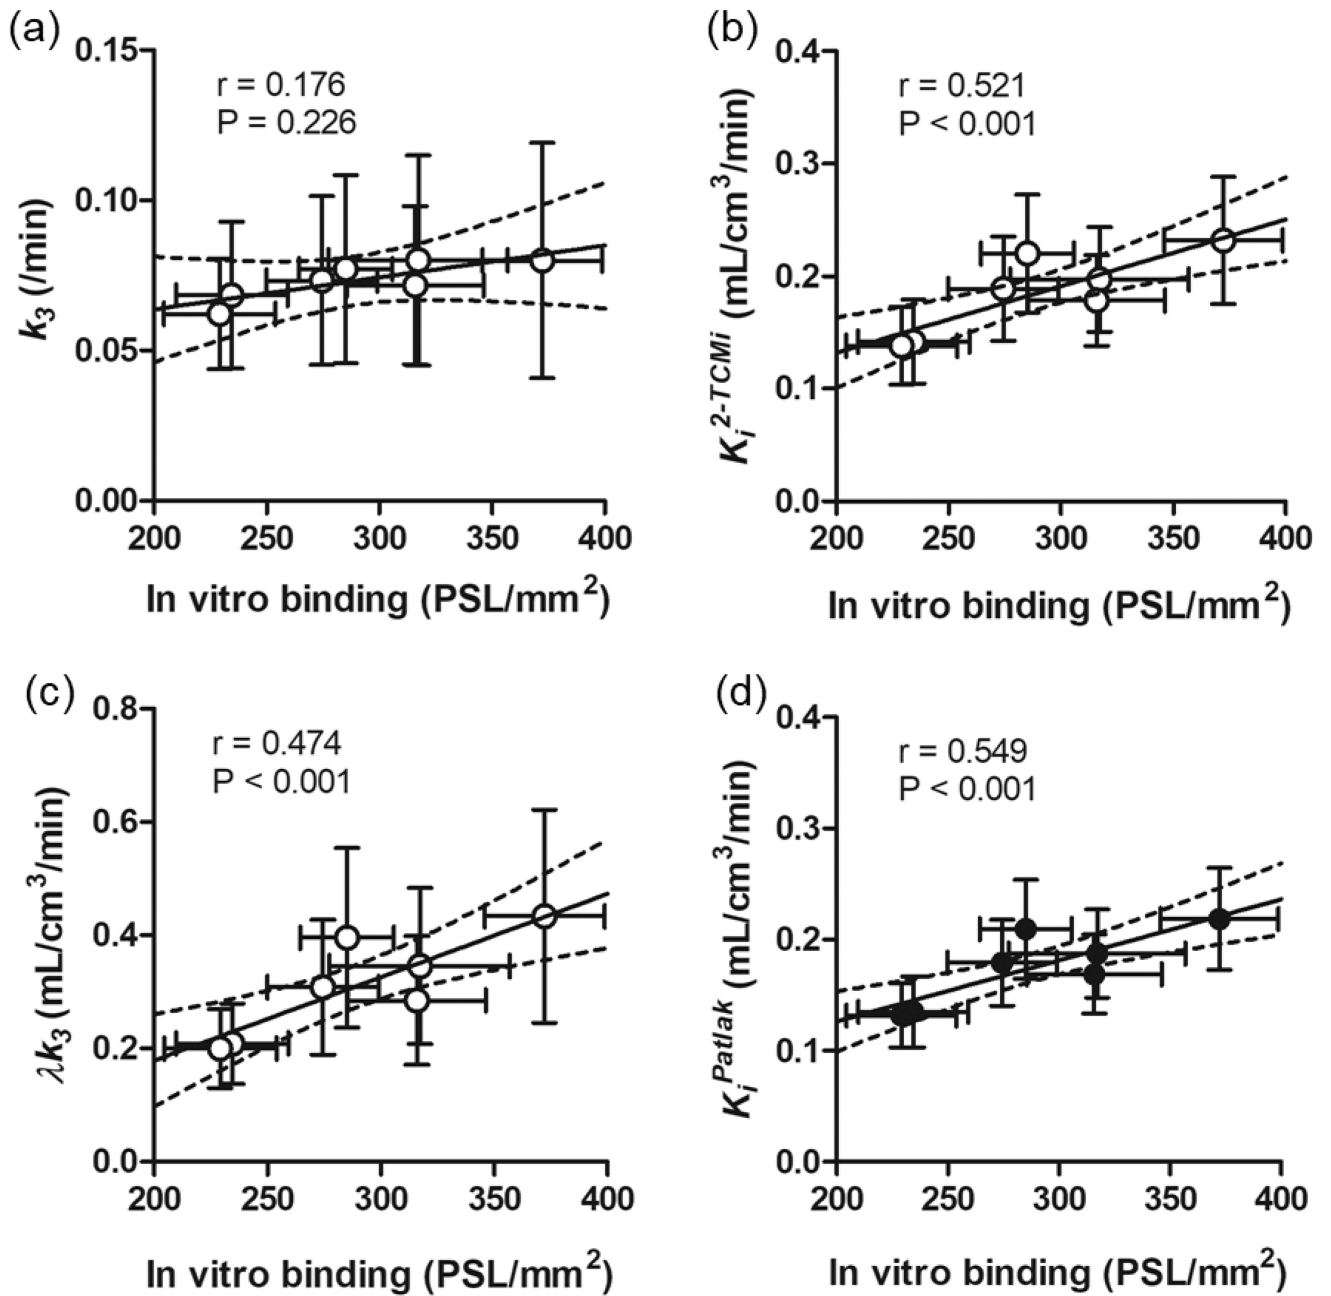 (a)
0.15
0.10
0.05
0.00
k3 (/min)
r = 0.176
P = 0.226
200 250 300 350 400
In vitro binding (PSL/mm²)
(b)
0.4
0.3
0.2
0.1
0.0
Ki 2-TCMi (mL/cm³/min)
r = 0.521
P < 0.001
200 250 300 350 400
In vitro binding (PSL/mm²)
(c)
0.8
0.6
0.4
0.2
0.0
λk3 (mL/cm³/min)
r = 0.474
P < 0.001
200 250 300 350 400
In vitro binding (PSL/mm²)
(d)
0.4
0.3
0.2
0.1
0.0
Ki Patlak (mL/cm³/min)
r = 0.549
P < 0.001
200 250 300 350 400
In vitro binding (PSL/mm²)